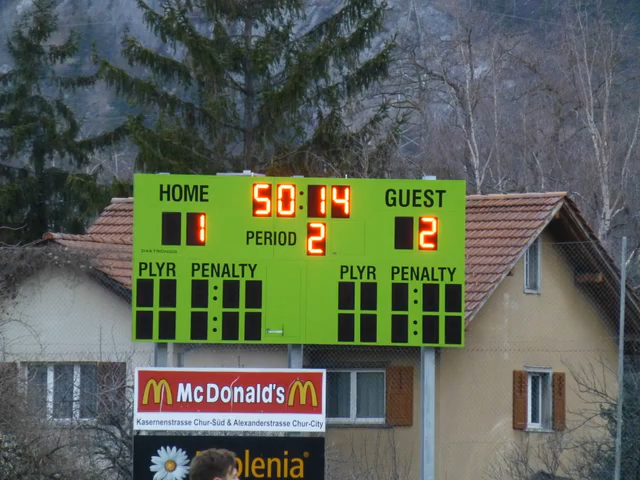 HOME 50:14 GUEST
1 PERIOD 2 2
DAKTRONICS
PLYR PENALTY PLYR PENALTY
McDonald's
Kasernenstrasse Chur-Süd & Alexanderstrasse Chur-City